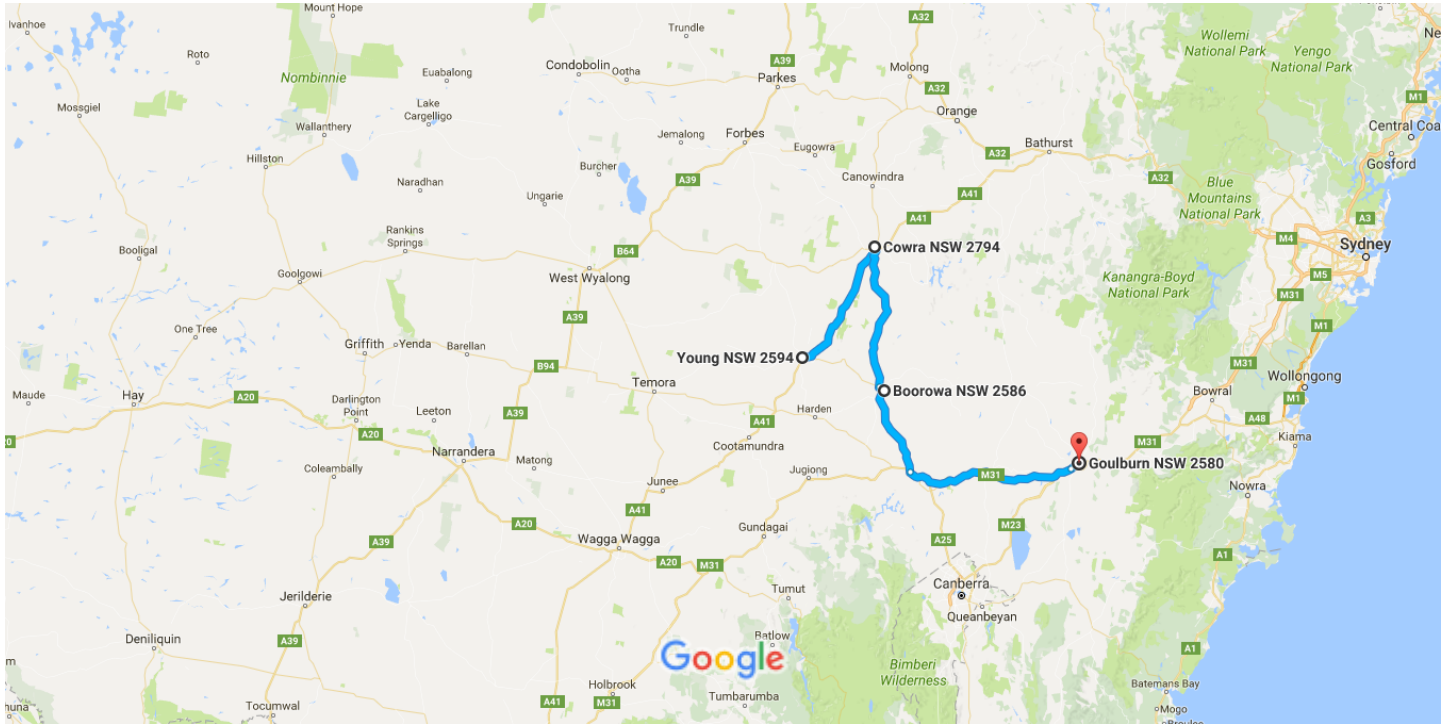 Mount Hope
Ivanhoe
Trundle
Wollemi
National Park
Yengo
National Park
Roto
Nombinnie
Euabalong
Condobolin
Ootha
A39
Parkes
Molong
A32
A32
Mossgiel
Lake
Cargelligo
M1
Orange
Wallanthery
Jemalong
Forbes
Central Coa
Hillston
Eugowra
Bathurst
A32
Gosford
Burcher
A39
Canowindra
A32
Naradhan
Ungarie
A41
Blue
Mountains
National Park
A41
A3
Rankins
Springs
B64
Cowra NSW 2794
M4
Sydney
Booligal
Goolgowi
West Wyalong
Kanangra-Boyd
National Park
M5
M31
A39
One Tree
M1
Griffith
Yenda
Barellan
Young NSW 2594
M31
B94
Temora
Boorowa NSW 2586
Wollongong
Maude
Hay
A20
Darlington
Point
Leeton
A39
Harden
Bowral
M1
A20
A41
A48
Cootamundra
M31
Kiama
Narrandera
Matong
Goulburn NSW 2580
Coleambally
Jugiong
M31
Junee
Nowra
A41
A20
Gundagai
M23
A39
Wagga Wagga
A20
M31
A25
A1
Canberra
Tumut
Jerilderie
Queanbeyan
Deniliquin
A39
Batlow
A1
Google
Bimberi
Wilderness
Holbrook
Batemans Bay
Tocumwal
A41
M31
Tumbarumba
Mogo